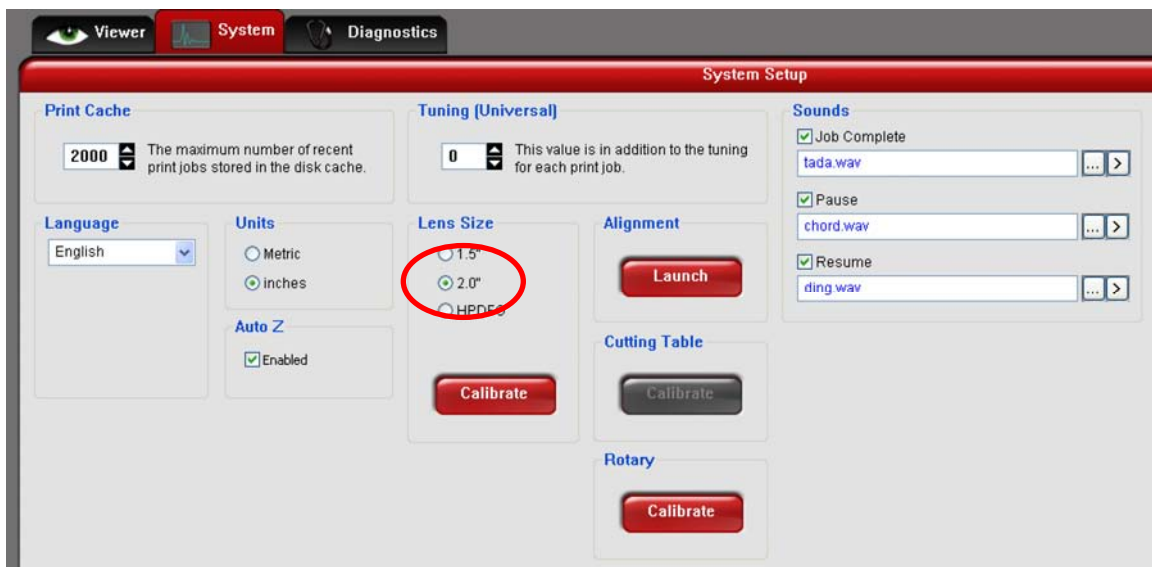 Viewer
System
Diagnostics
System Setup
Print Cache
2000
The maximum number of recent
print jobs stored in the disk cache.
Tuning (Universal)
0
This value is in addition to the tuning
for each print job.
Sounds
Job Complete
tada.wav
... >
Pause
chord.wav
... >
Resume
ding.wav
... >
Language
English
Units
Metric
inches
Auto Z
Enabled
Lens Size
1.5"
2.0"
HPDFO
Calibrate
Alignment
Launch
Cutting Table
Calibrate
Rotary
Calibrate